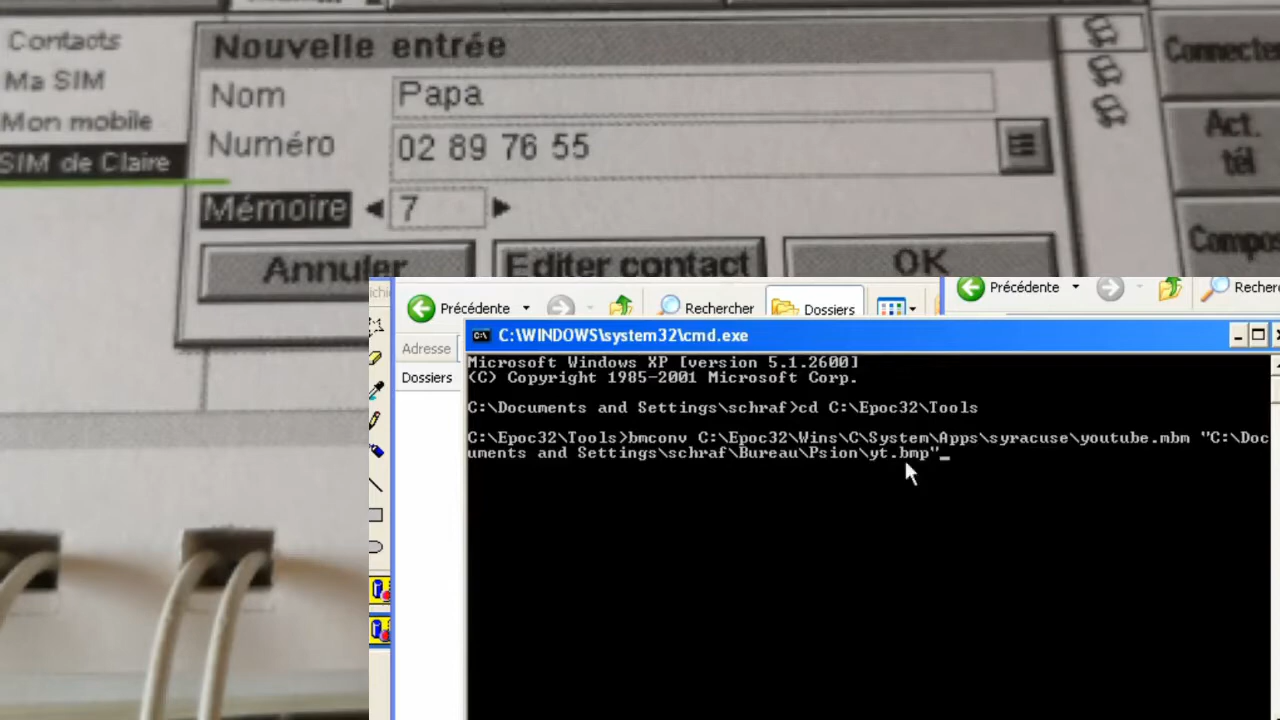 Contacts
Ma SIM
Mon mobile
SIM de Claire
Nouvelle entrée
Nom
Papa
Numéro
02 89 76 55
Mémoire
7
Annuler
Editer contact
OK
Act.
tél
Précédente
Rechercher
Dossiers
Précédente
Adresse
Dossiers
C:\WINDOWS\system32\cmd.exe
Microsoft Windows XP [version 5.1.2600]
(C) Copyright 1985-2001 Microsoft Corp.
C:\Documents and Settings\schraf>cd C:\Epoc32\Tools
C:\Epoc32\Tools>bmconv C:\Epoc32\Wins\C\System\Apps\syracuse\youtube.mbm "C:\Doc
uments and Settings\schraf\Bureau\Psion\yt.bmp"_